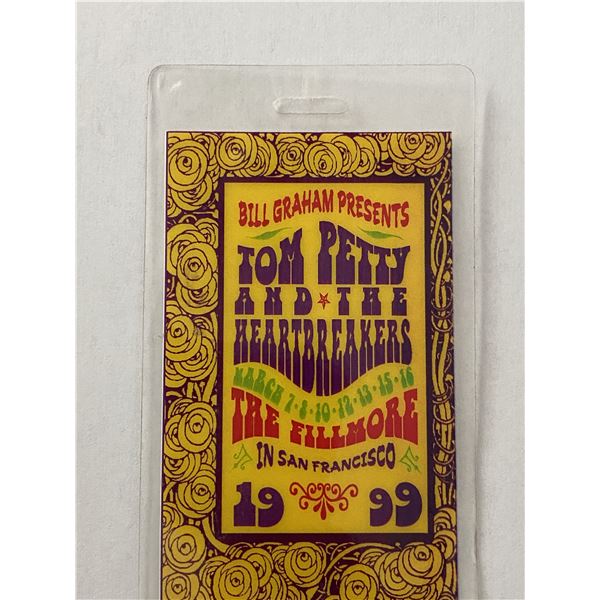 BILL GRAHAM PRESENTS
TOM PETTY
AND ★ THE
HEARTBREAKERS
MARCH 7·8·10·12·13·15·16
THE FILLMORE
IN SAN FRANCISCO
19 99